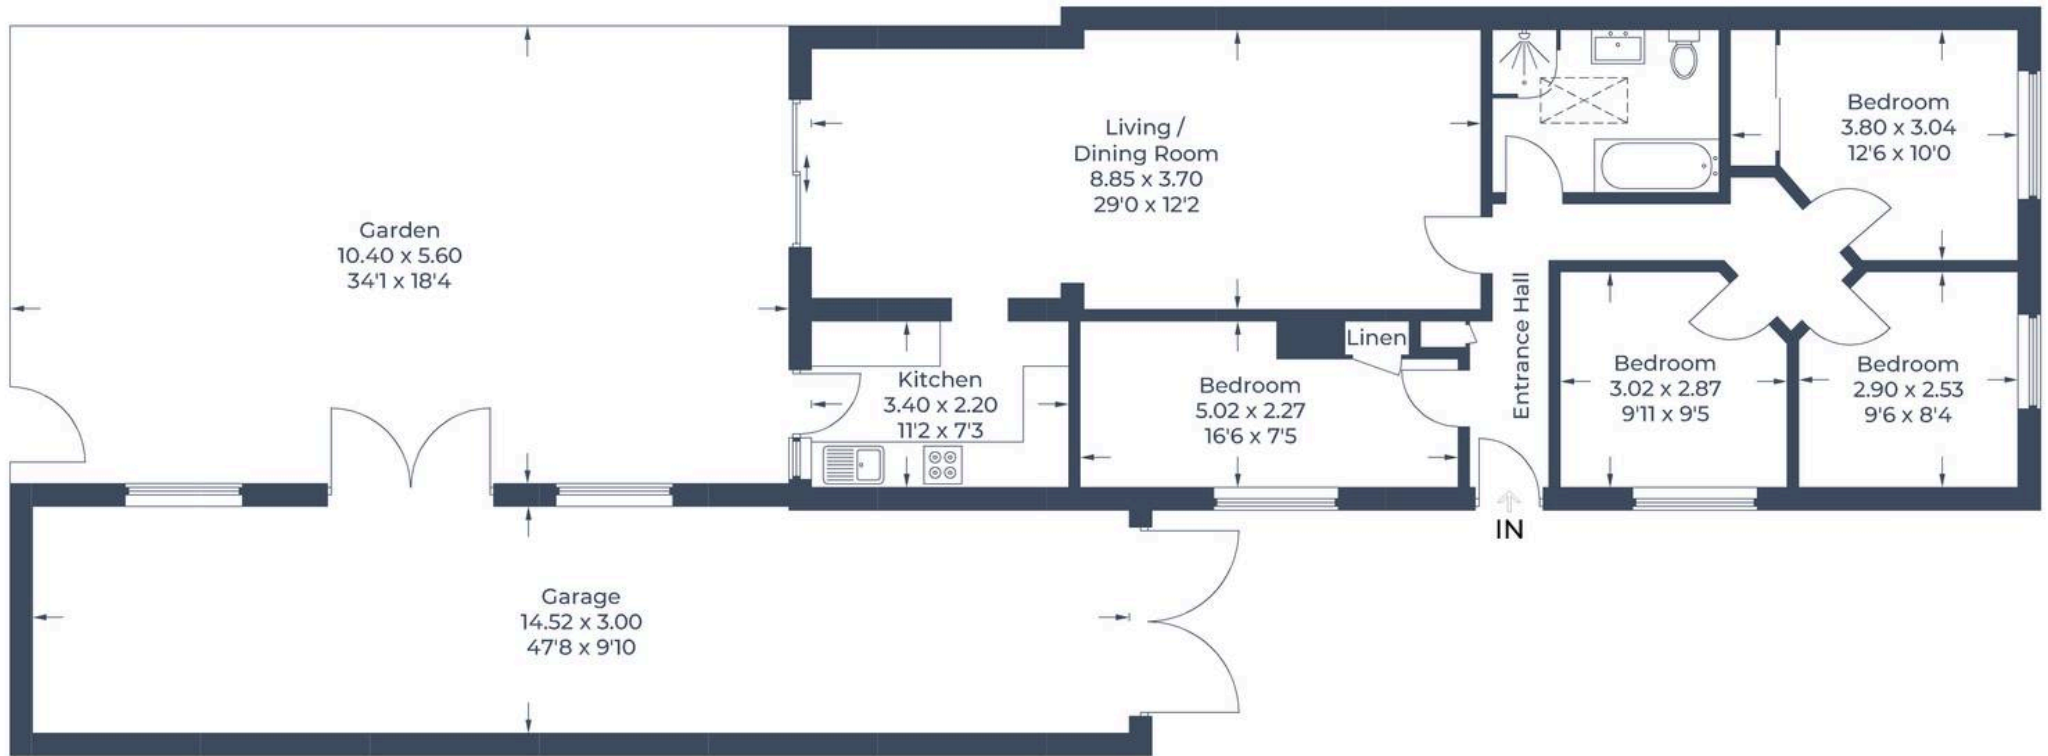 Garden
10.40 x 5.60
34'1 x 18'4
Living /
Dining Room
8.85 x 3.70
29'0 x 12'2
Bedroom
3.80 x 3.04
12'6 x 10'0
Kitchen
3.40 x 2.20
11'2 x 7'3
Linen
Bedroom
5.02 x 2.27
16'6 x 7'5
Entrance Hall
Bedroom
3.02 x 2.87
9'11 x 9'5
Bedroom
2.90 x 2.53
9'6 x 8'4
IN
Garage
14.52 x 3.00
47'8 x 9'10